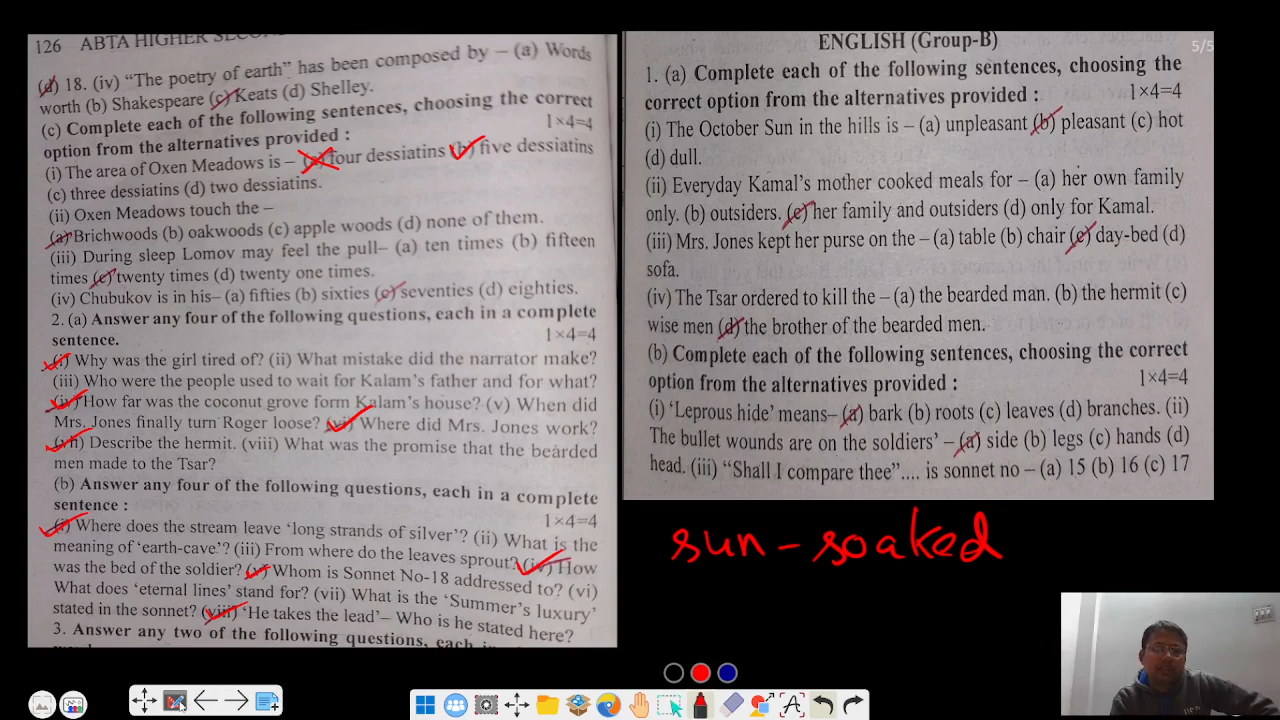 126 ABTA HIGHER SECON
(d) 18. (iv) "The poetry of earth" has been composed by – (a) Words
worth (b) Shakespeare (c) Keats (d) Shelley.
(c) Complete each of the following sentences, choosing the correct
option from the alternatives provided : 1×4=4
(i) The area of Oxen Meadows is – (a) four dessiatins (b) five dessiatins
(c) three dessiatins (d) two dessiatins.
(ii) Oxen Meadows touch the –
(a) Brichwoods (b) oakwoods (c) apple woods (d) none of them.
(iii) During sleep Lomov may feel the pull– (a) ten times (b) fifteen
times (c) twenty times (d) twenty one times.
(iv) Chubukov is in his– (a) fifties (b) sixties (c) seventies (d) eighties.
2. (a) Answer any four of the following questions, each in a complete
sentence. 1×4=4
(i) Why was the girl tired of? (ii) What mistake did the narrator make?
(iii) Who were the people used to wait for Kalam's father and for what?
(iv) How far was the coconut grove form Kalam's house? (v) When did
Mrs. Jones finally turn Roger loose? (vi) Where did Mrs. Jones work?
(vii) Describe the hermit. (viii) What was the promise that the bearded
men made to the Tsar?
(b) Answer any four of the following questions, each in a complete
sentence : 1×4=4
(i) Where does the stream leave 'long strands of silver'? (ii) What is the
meaning of 'earth-cave'? (iii) From where do the leaves sprout? (iv) How
was the bed of the soldier? (v) Whom is Sonnet No-18 addressed to? (vi)
What does 'eternal lines' stand for? (vii) What is the 'Summer's luxury'
stated in the sonnet? (viii) 'He takes the lead'– Who is he stated here?
3. Answer any two of the following questions, each in
ENGLISH (Group-B)
5/5
1. (a) Complete each of the following sentences, choosing the
correct option from the alternatives provided : 1×4=4
(i) The October Sun in the hills is – (a) unpleasant (b) pleasant (c) hot
(d) dull.
(ii) Everyday Kamal's mother cooked meals for – (a) her own family
only. (b) outsiders. (c) her family and outsiders (d) only for Kamal.
(iii) Mrs. Jones kept her purse on the – (a) table (b) chair (c) day-bed (d)
sofa.
(iv) The Tsar ordered to kill the – (a) the bearded man. (b) the hermit (c)
wise men (d) the brother of the bearded men.
(b) Complete each of the following sentences, choosing the correct
option from the alternatives provided : 1×4=4
(i) 'Leprous hide' means– (a) bark (b) roots (c) leaves (d) branches. (ii)
The bullet wounds are on the soldiers' – (a) side (b) legs (c) hands (d)
head. (iii) "Shall I compare thee".... is sonnet no – (a) 15 (b) 16 (c) 17
sun - soaked